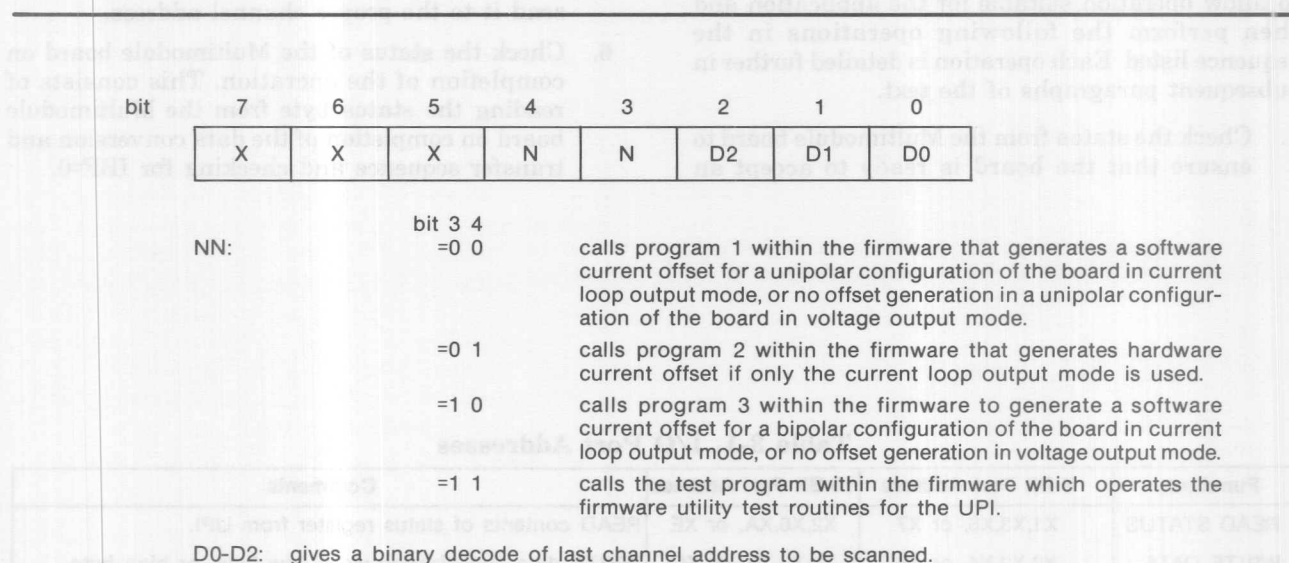 bit 7 6 5 4 3 2 1 0
X X X N N D2 D1 D0
bit 3 4
NN: =0 0 calls program 1 within the firmware that generates a software
current offset for a unipolar configuration of the board in current
loop output mode, or no offset generation in a unipolar configur-
ation of the board in voltage output mode.
=0 1 calls program 2 within the firmware that generates hardware
current offset if only the current loop output mode is used.
=1 0 calls program 3 within the firmware to generate a software
current offset for a bipolar configuration of the board in current
loop output mode, or no offset generation in voltage output mode.
=1 1 calls the test program within the firmware which operates the
firmware utility test routines for the UPI.
D0-D2: gives a binary decode of last channel address to be scanned.